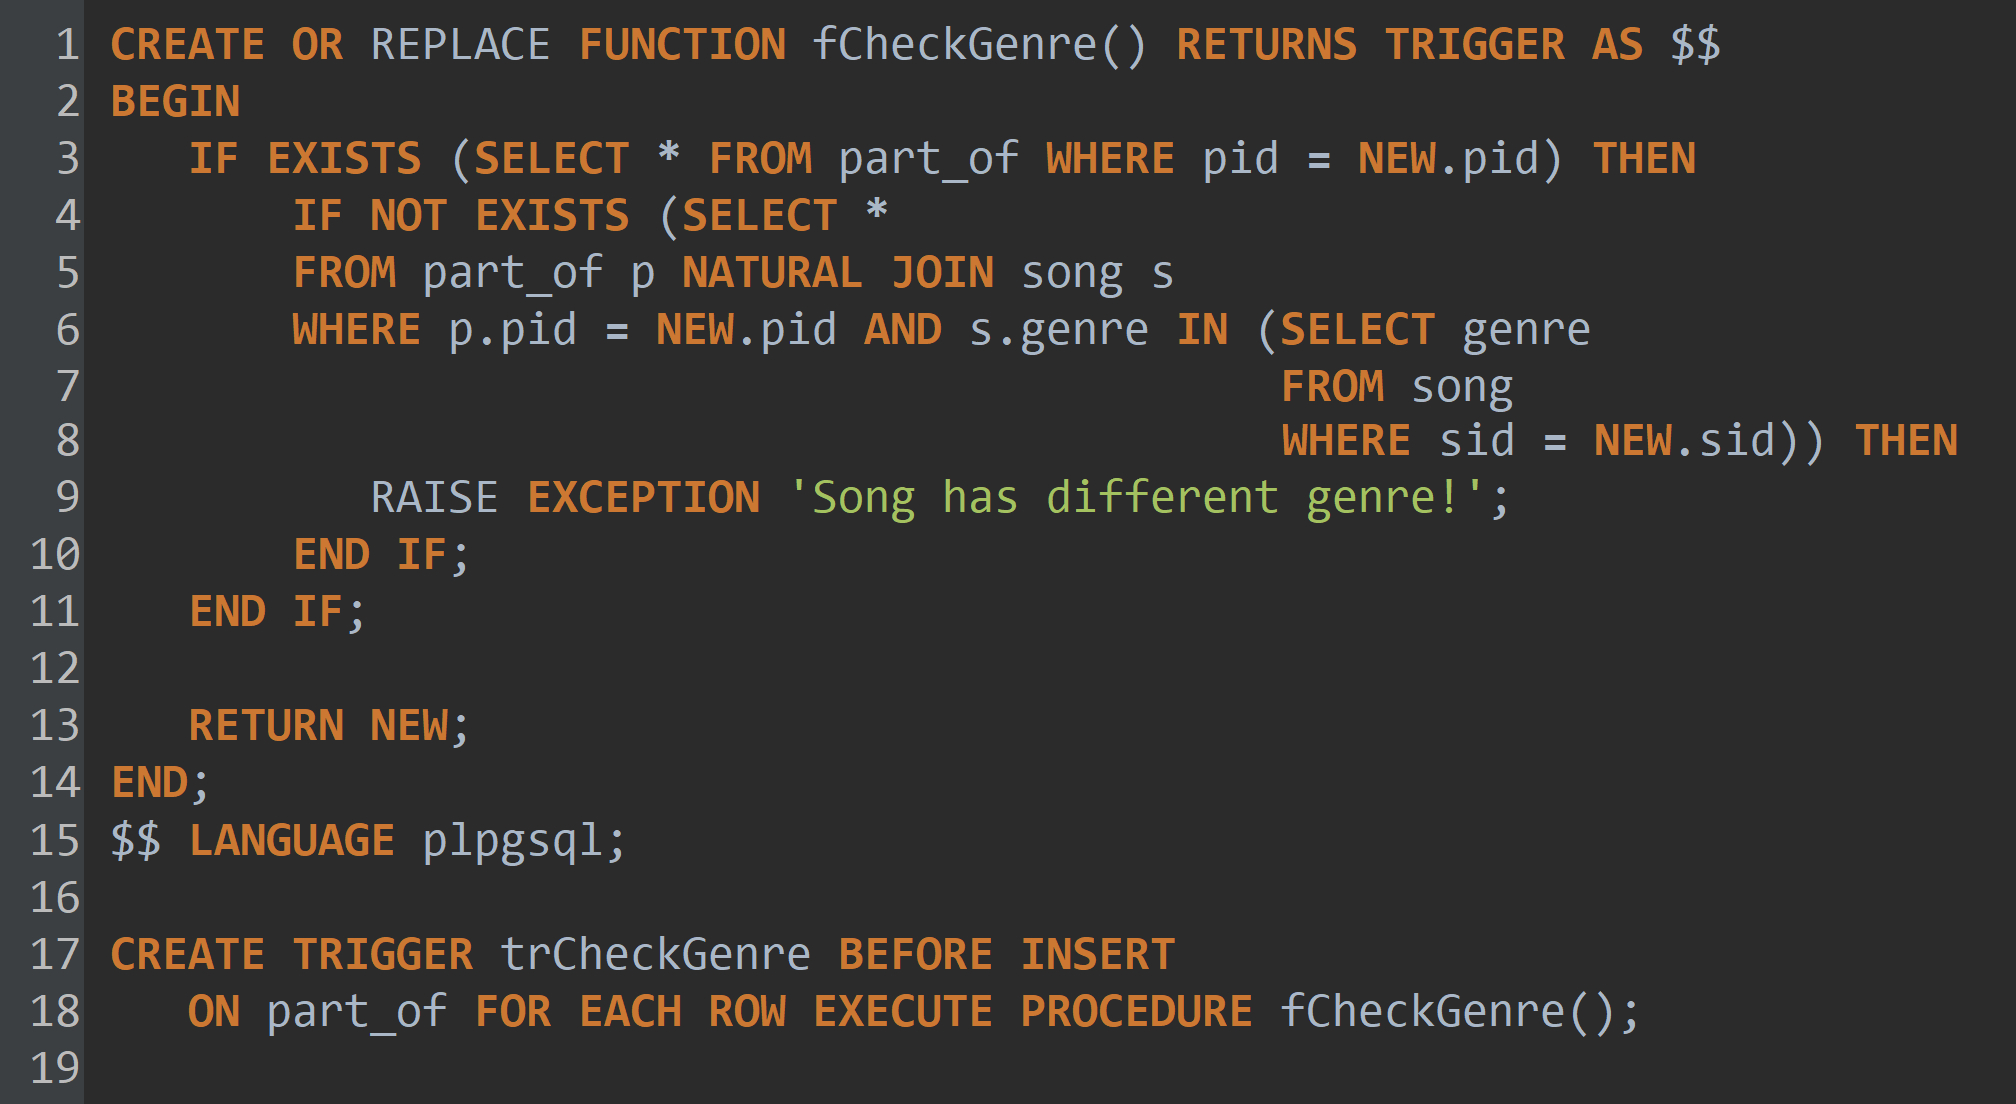 1 CREATE OR REPLACE FUNCTION fCheckGenre() RETURNS TRIGGER AS $$
2 BEGIN
3    IF EXISTS (SELECT * FROM part_of WHERE pid = NEW.pid) THEN
4        IF NOT EXISTS (SELECT *
5        FROM part_of p NATURAL JOIN song s
6        WHERE p.pid = NEW.pid AND s.genre IN (SELECT genre
7                                              FROM song
8                                              WHERE sid = NEW.sid)) THEN
9           RAISE EXCEPTION 'Song has different genre!';
10        END IF;
11    END IF;
12
13    RETURN NEW;
14 END;
15 $$ LANGUAGE plpgsql;
16
17 CREATE TRIGGER trCheckGenre BEFORE INSERT
18    ON part_of FOR EACH ROW EXECUTE PROCEDURE fCheckGenre();
19